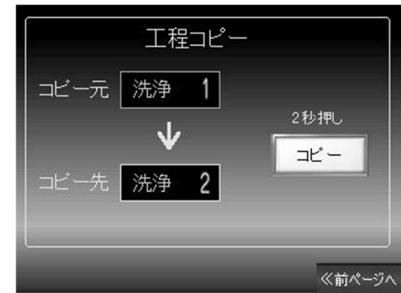 工程コピー
コピー元 洗浄 1
2秒押し
コピー
コピー先 洗浄 2
≪前ページへ